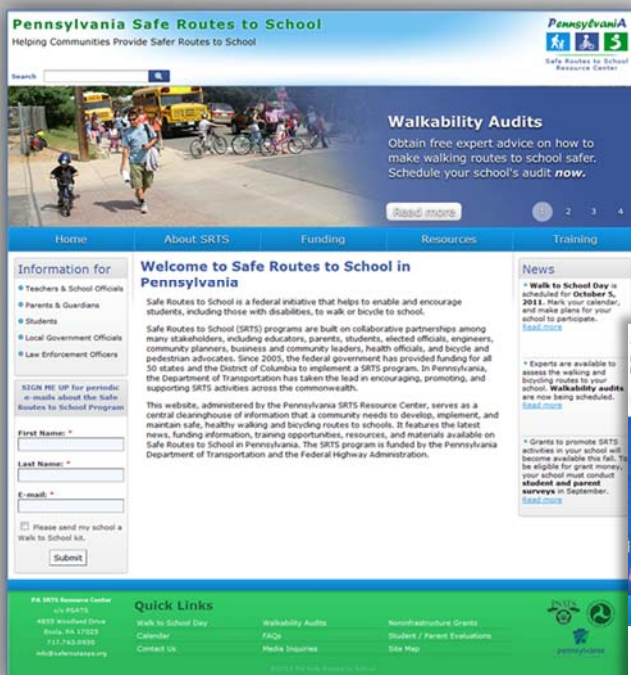 Pennsylvania Safe Routes to School
Helping Communities Provide Safer Routes to School
Search
PennsylvaniA
Safe Routes to School
Resource Center
Walkability Audits
Obtain free expert advice on how to
make walking routes to school safer.
Schedule your school's audit now.
Read more
1 2 3 4
Home About SRTS Funding Resources Training
Information for
Teachers & School Officials
Parents & Guardians
Students
Local Government Officials
Law Enforcement Officers
SIGN ME UP for periodic
e-mails about the Safe
Routes to School Program
First Name: *
Last Name: *
E-mail: *
Please send my school a
Walk to School kit.
Submit
Welcome to Safe Routes to School in
Pennsylvania
Safe Routes to School is a federal initiative that helps to enable and encourage
students, including those with disabilities, to walk or bicycle to school.
Safe Routes to School (SRTS) programs are built on collaborative partnerships among
many stakeholders, including educators, parents, students, elected officials, engineers,
community planners, business and community leaders, health officials, and bicycle and
pedestrian advocates. Since 2005, the federal government has provided funding for all
50 states and the District of Columbia to implement a SRTS program. In Pennsylvania,
the Department of Transportation has taken the lead in encouraging, promoting, and
supporting SRTS activities across the commonwealth.
This website, administered by the Pennsylvania SRTS Resource Center, serves as a
central clearinghouse of information that a community needs to develop, implement, and
maintain safe, healthy walking and bicycling routes to schools. It features the latest
news, funding information, training opportunities, resources, and materials available on
Safe Routes to School in Pennsylvania. The SRTS program is funded by the Pennsylvania
Department of Transportation and the Federal Highway Administration.
News
Walk to School Day is
scheduled for October 5,
2011. Mark your calendar,
and make plans for your
school to participate.
Read more
Experts are available to
assess the walking and
bicycling routes to your
school. Walkability audits
are now being scheduled.
Read more
Grants to promote SRTS
activities in your school will
become available this fall. To
be eligible for grant money,
your school must conduct
student and parent
surveys in September.
Read more
PA SRTS Resource Center
c/o PSATS
4855 Woodland Drive
Enola, PA 17025
717.763.0930
info@saferoutespa.org
Quick Links
Walk to School Day
Calendar
Contact Us
Walkability Audits
FAQs
Media Inquiries
Noninfrastructure Grants
Student / Parent Evaluations
Site Map
PSATS
pennsylvania